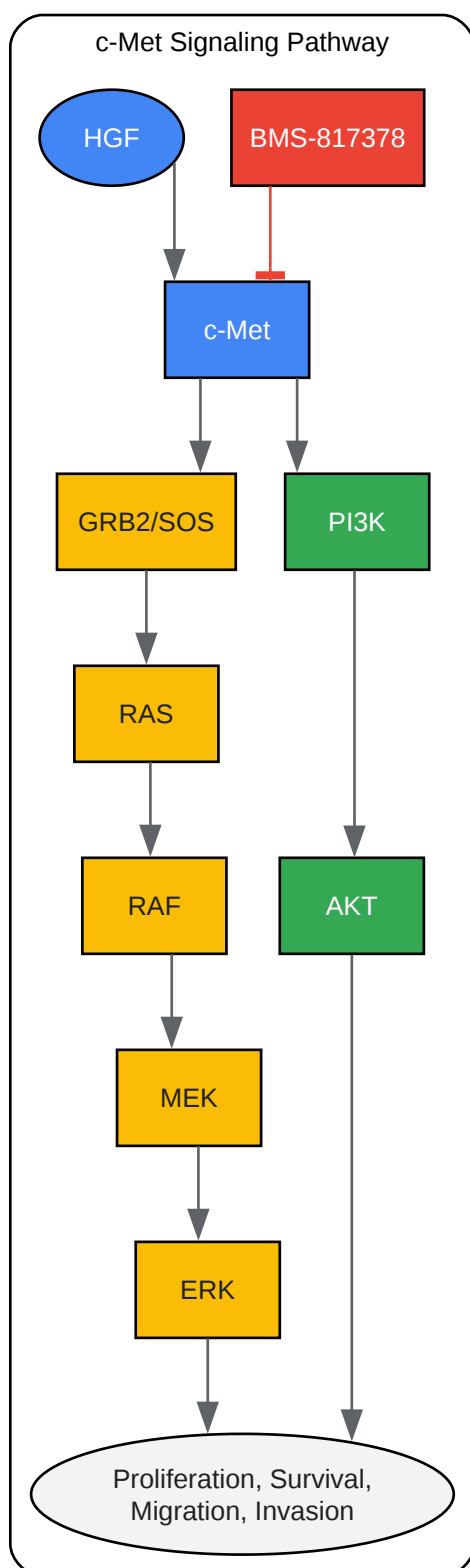 c-Met Signaling Pathway
HGF
BMS-817378
c-Met
GRB2/SOS
PI3K
RAS
RAF
AKT
MEK
ERK
Proliferation, Survival,
Migration, Invasion